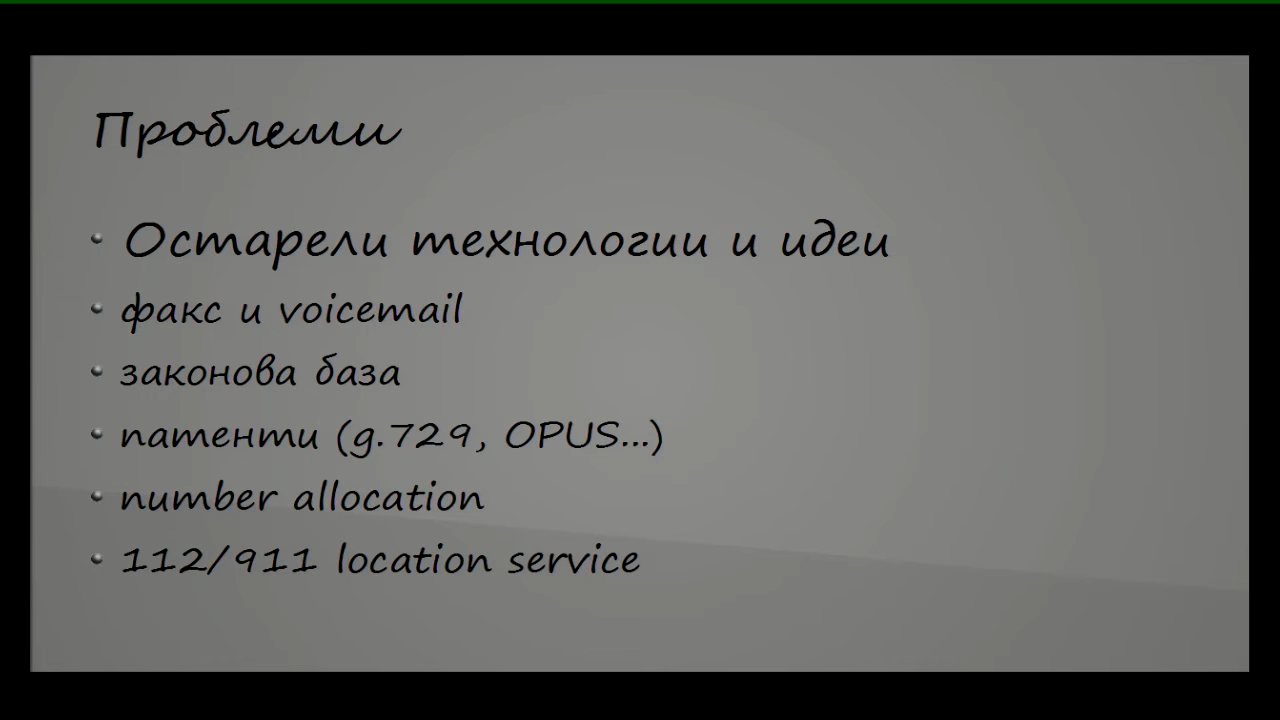 Проблеми
• Остарели технологии и идеи
• факс и voicemail
• законова база
• патенти (g.729, OPUS...)
• number allocation
• 112/911 location service